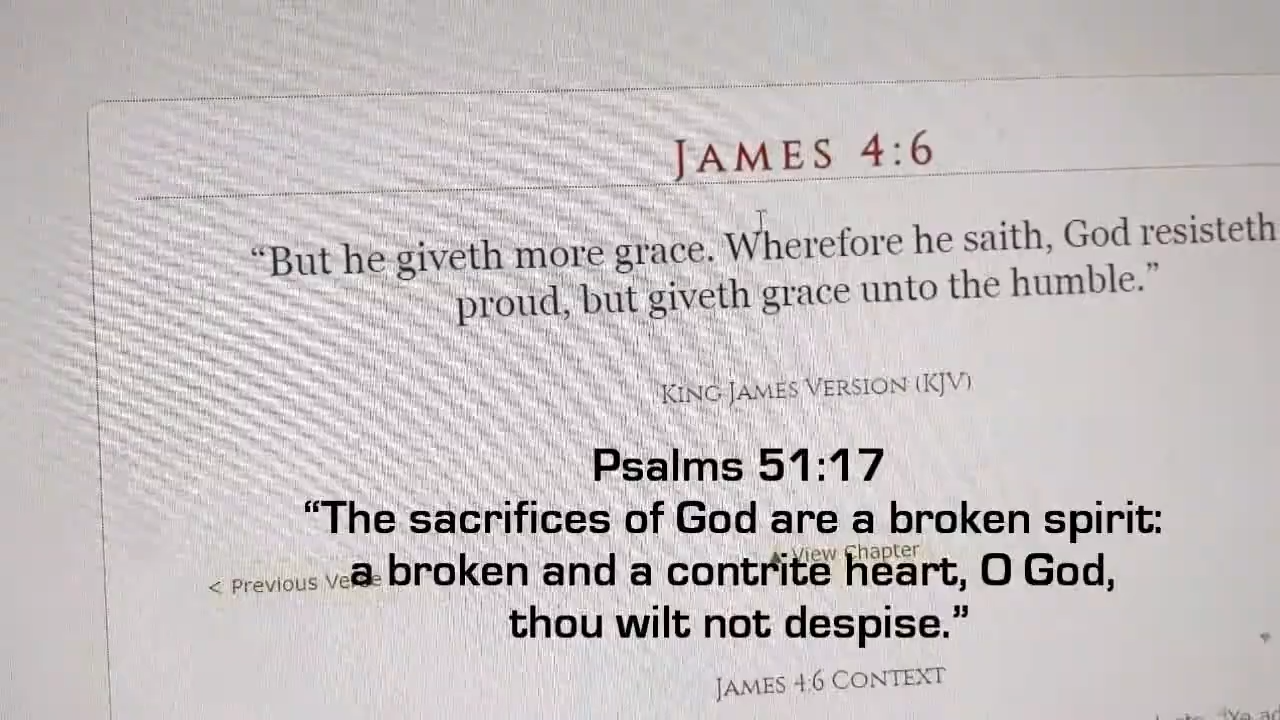 JAMES 4:6
“But he giveth more grace. Wherefore he saith, God resisteth
proud, but giveth grace unto the humble.”
KING JAMES VERSION (KJV)
Psalms 51:17
“The sacrifices of God are a broken spirit:
View Chapter
< Previous Verse
a broken and a contrite heart, O God,
thou wilt not despise.”
JAMES 4:6 CONTEXT